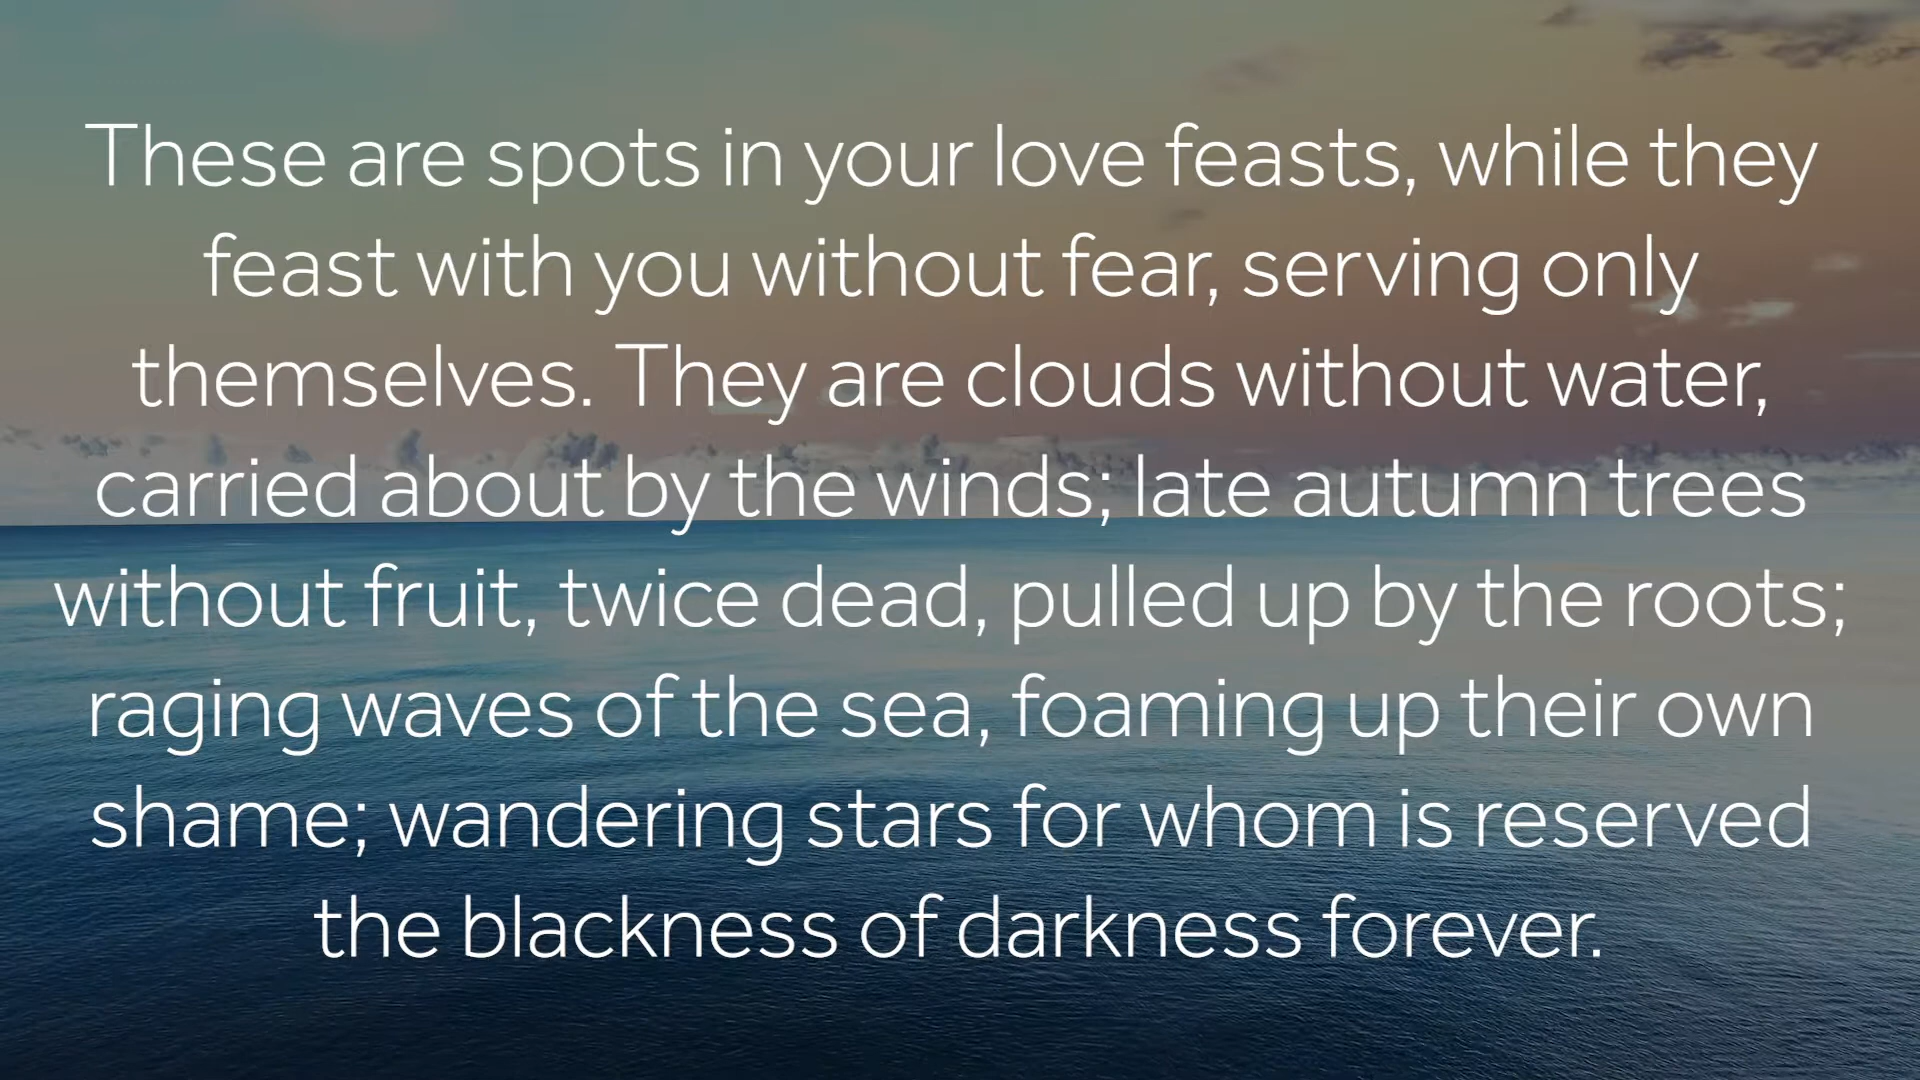 These are spots in your love feasts, while they
feast with you without fear, serving only
themselves. They are clouds without water,
carried about by the winds; late autumn trees
without fruit, twice dead, pulled up by the roots;
raging waves of the sea, foaming up their own
shame; wandering stars for whom is reserved
the blackness of darkness forever.